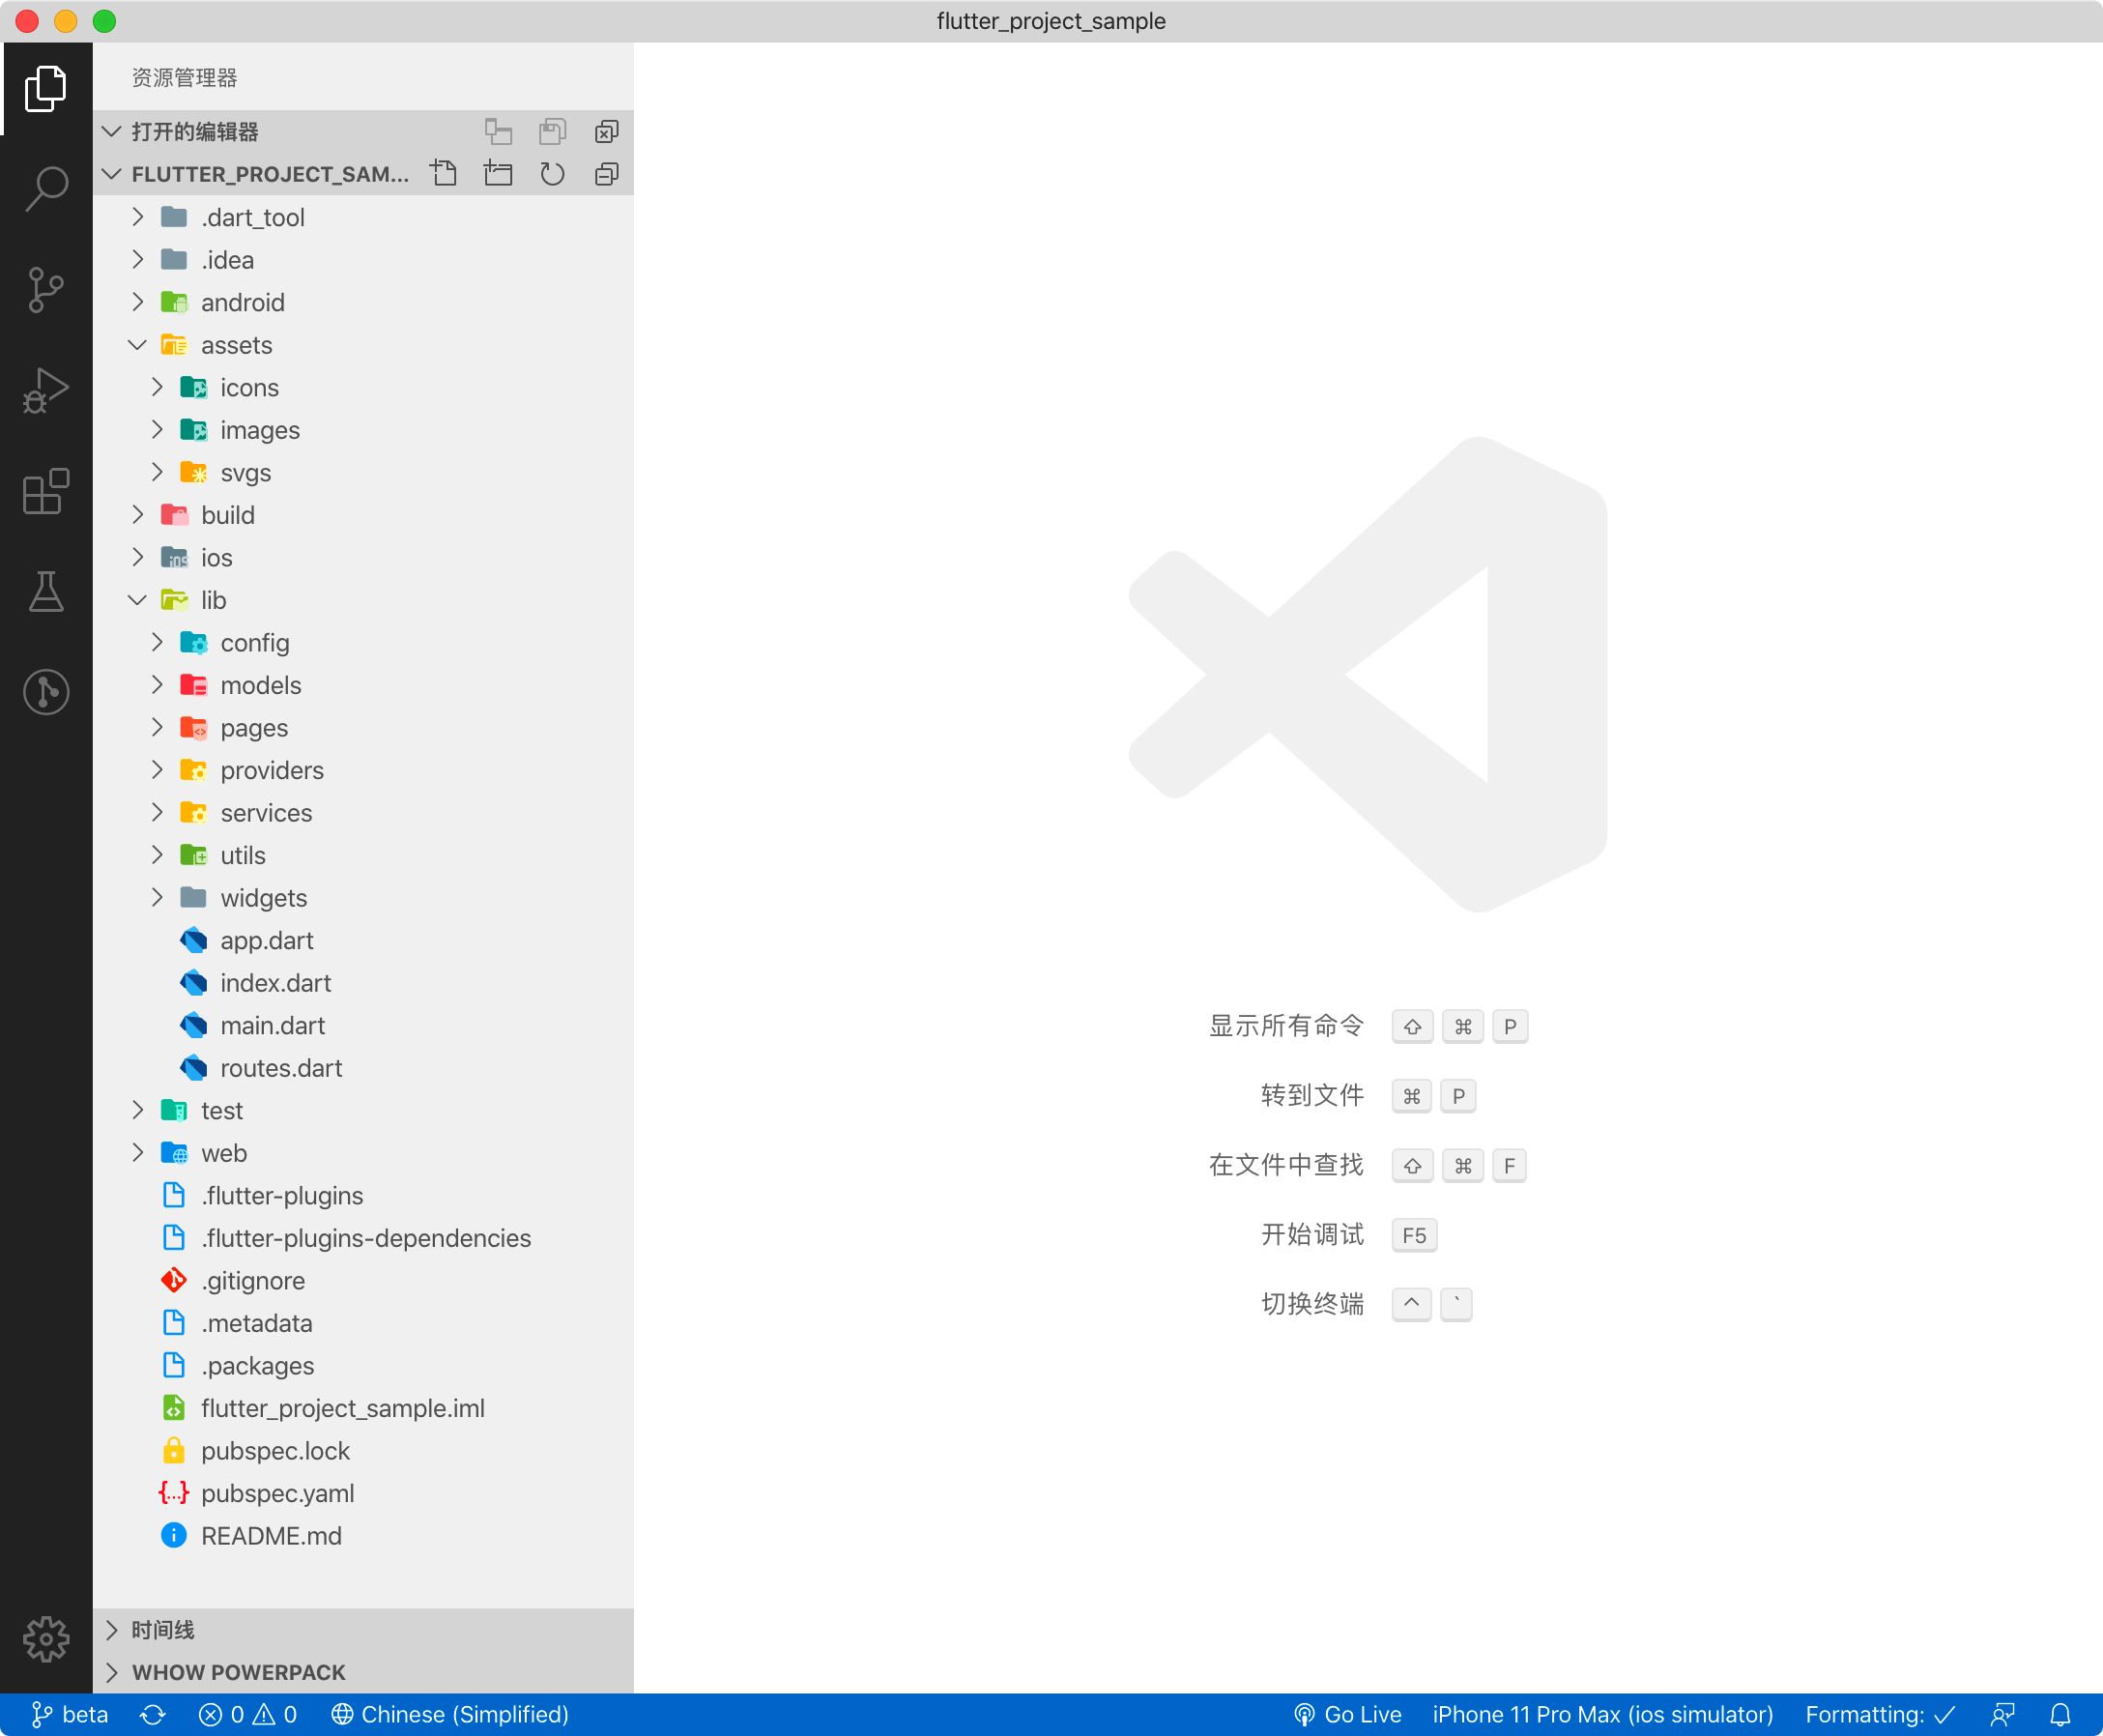 flutter_project_sample
资源管理器
打开的编辑器
FLUTTER_PROJECT_SAM...
.dart_tool
.idea
android
assets
icons
images
svgs
build
ios
lib
config
models
pages
providers
services
utils
widgets
app.dart
index.dart
main.dart
routes.dart
test
web
.flutter-plugins
.flutter-plugins-dependencies
.gitignore
.metadata
.packages
flutter_project_sample.iml
pubspec.lock
pubspec.yaml
README.md
时间线
WHOW POWERPACK
显示所有命令 ⇧ ⌘ P
转到文件 ⌘ P
在文件中查找 ⇧ ⌘ F
开始调试 F5
切换终端 ^ `
beta 0 0 Chinese (Simplified) Go Live iPhone 11 Pro Max (ios simulator) Formatting: ✓